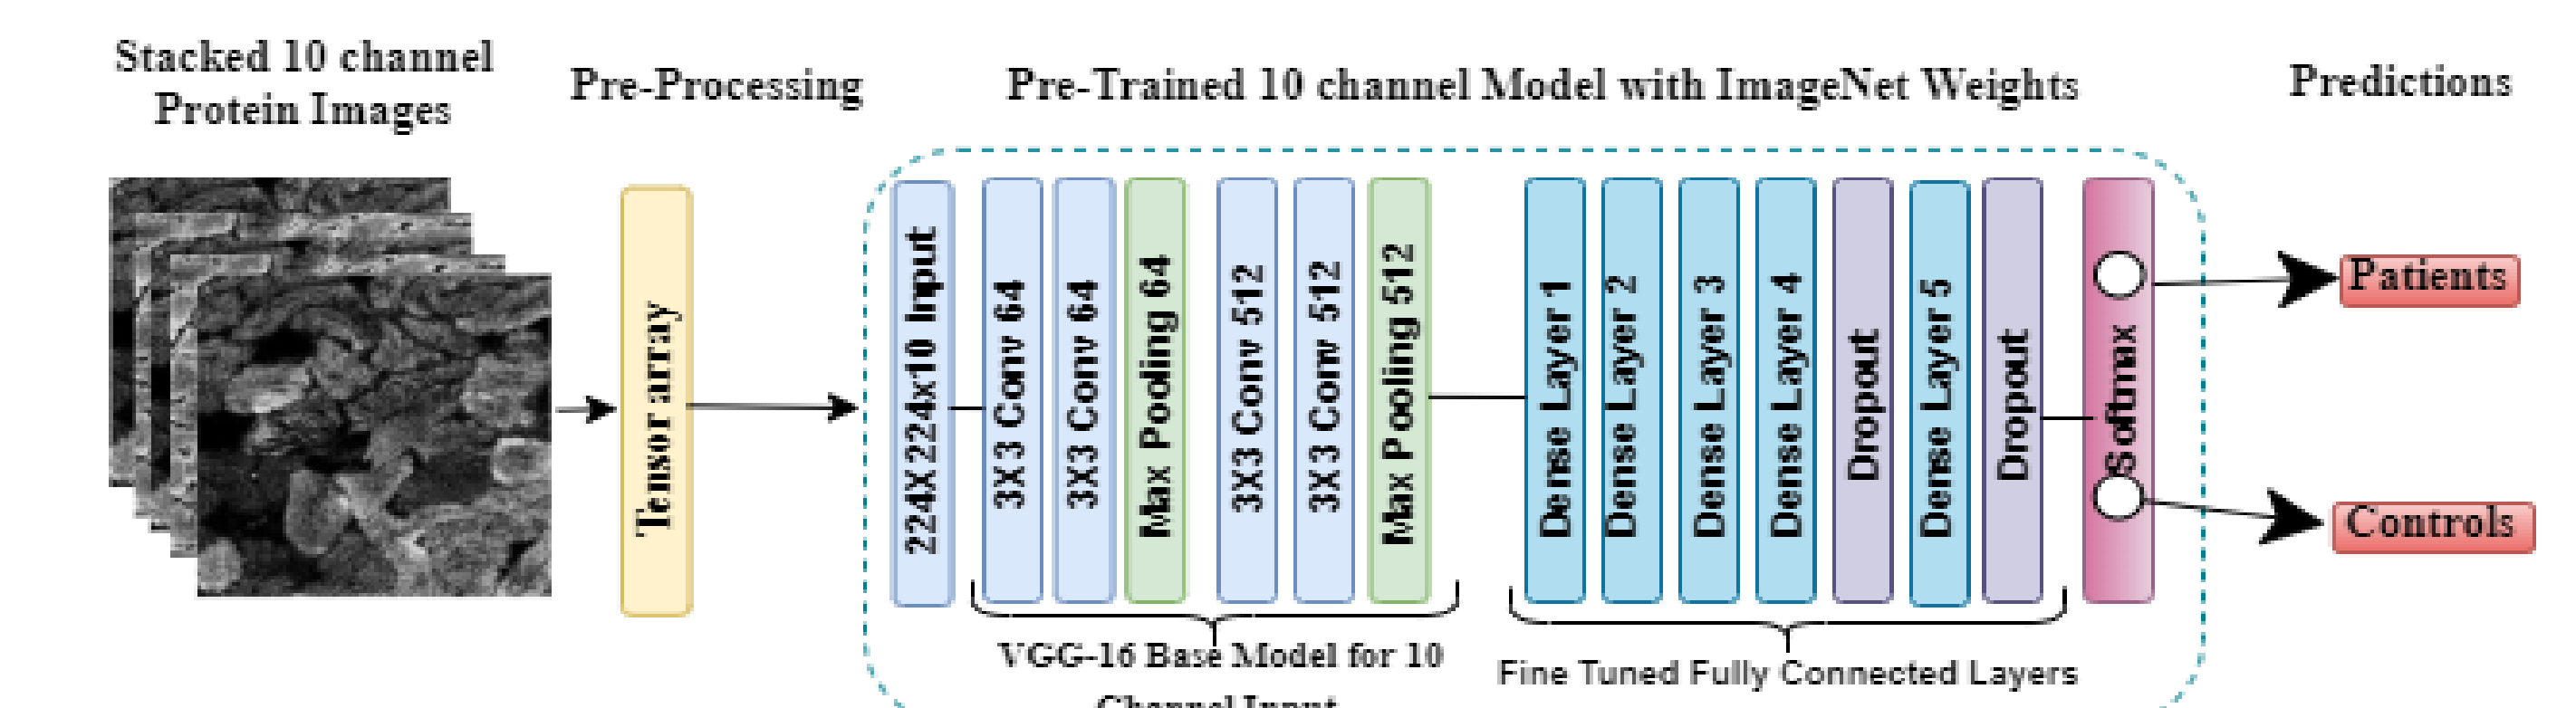 Stacked 10 channel
Protein Images
Pre-Processing
Pre-Trained 10 channel Model with ImageNet Weights
Predictions
Tensor array
224X224x10 Input
3X3 Conv 64
3X3 Conv 64
Max Pooling 64
3X3 Conv 512
3X3 Conv 512
Max Pooling 512
Dense Layer 1
Dense Layer 2
Dense Layer 3
Dense Layer 4
Dropout
Dense Layer 5
Dropout
Softmx
Patients
Controls
VGG-16 Base Model for 10
Channel Input
Fine Tuned Fully Connected Layers